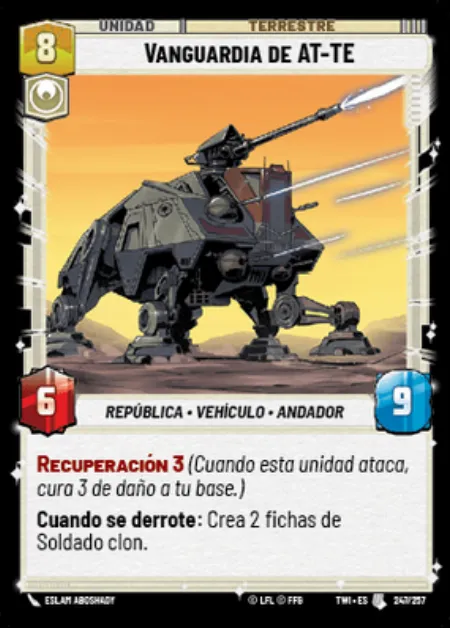 UNIDAD TERRESTRE
8
VANGUARDIA DE AT-TE
6
REPÚBLICA • VEHÍCULO • ANDADOR
9
RECUPERACIÓN 3 (Cuando esta unidad ataca,
cura 3 de daño a tu base.)
Cuando se derrote: Crea 2 fichas de
Soldado clon.
ESLAM ABOSHADY © LFL © FFG TWI • ES 247/257